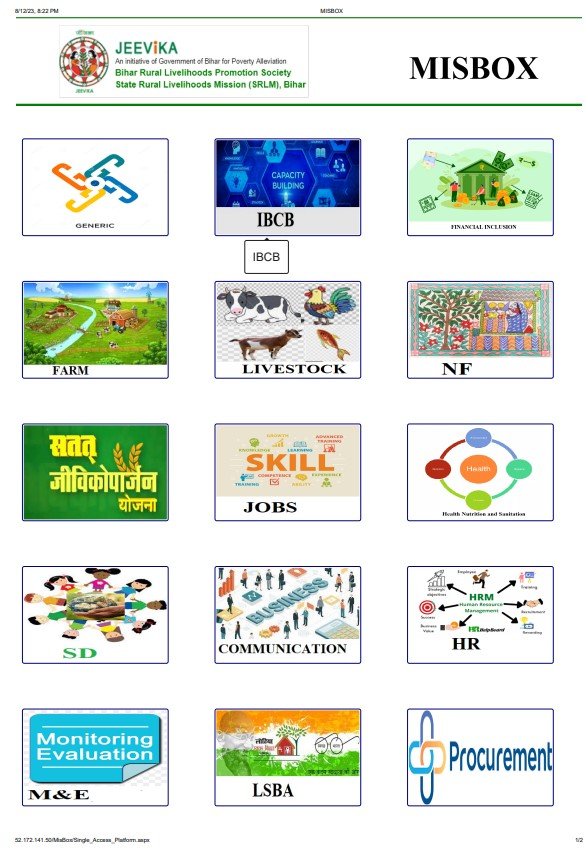 8/12/23, 8:22 PM MISBOX
JEEViKA
An initiative of Government of Bihar for Poverty Alleviation
Bihar Rural Livelihoods Promotion Society
State Rural Livelihoods Mission (SRLM), Bihar
JEEViKA
MISBOX
GENERIC
CAPACITY
BUILDING
IBCB
FINANCIAL INCLUSION
IBCB
FARM
LIVESTOCK
NF
सतत्
जीविकोपार्जन
योजना
GROWTH
ADVANCED
TRAINING
KNOWLEDGE
LEARNING
SKILL
COMPETENCE
EXPERIENCE
TRAINING
ABILITY
JOBS
Health
Health Nutrition and Sanitation
SD
BUSINESS
COMMUNICATION
Employee
Strategic
objectives
HRM
Human Resource
Management
Training
Recruitment
Success
Business
Value
HelpBoard
Rewarding
HR
Monitoring
Evaluation
M&E
लोहिया
LSBA
Procurement
52.172.141.50/MisBox/Single_Access_Platform.aspx 1/2